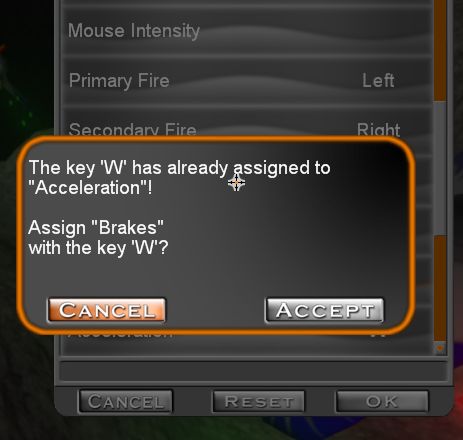 Mouse Intensity
Primary Fire Left
Secondary Fire Right
The key 'W' has already assigned to
"Acceleration"!
Assign "Brakes"
with the key 'W'?
CANCEL ACCEPT
Acceleration
CANCEL RESET OK